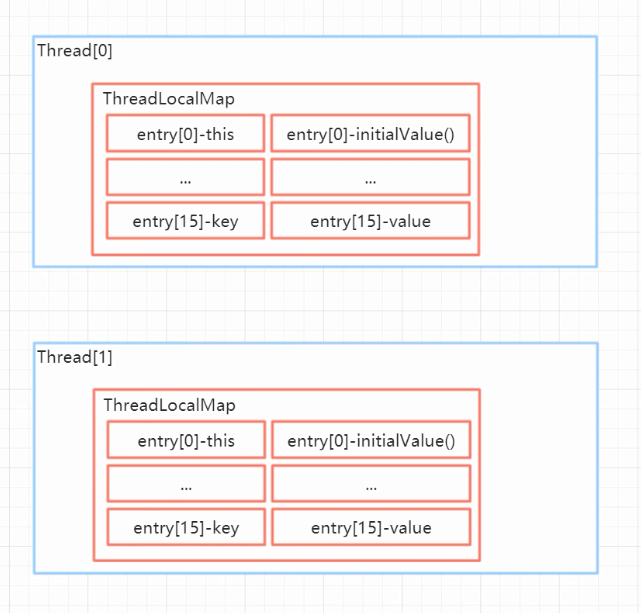 Thread[0]
ThreadLocalMap
entry[0]-this entry[0]-initialValue()
... ...
entry[15]-key entry[15]-value
Thread[1]
ThreadLocalMap
entry[0]-this entry[0]-initialValue()
... ...
entry[15]-key entry[15]-value